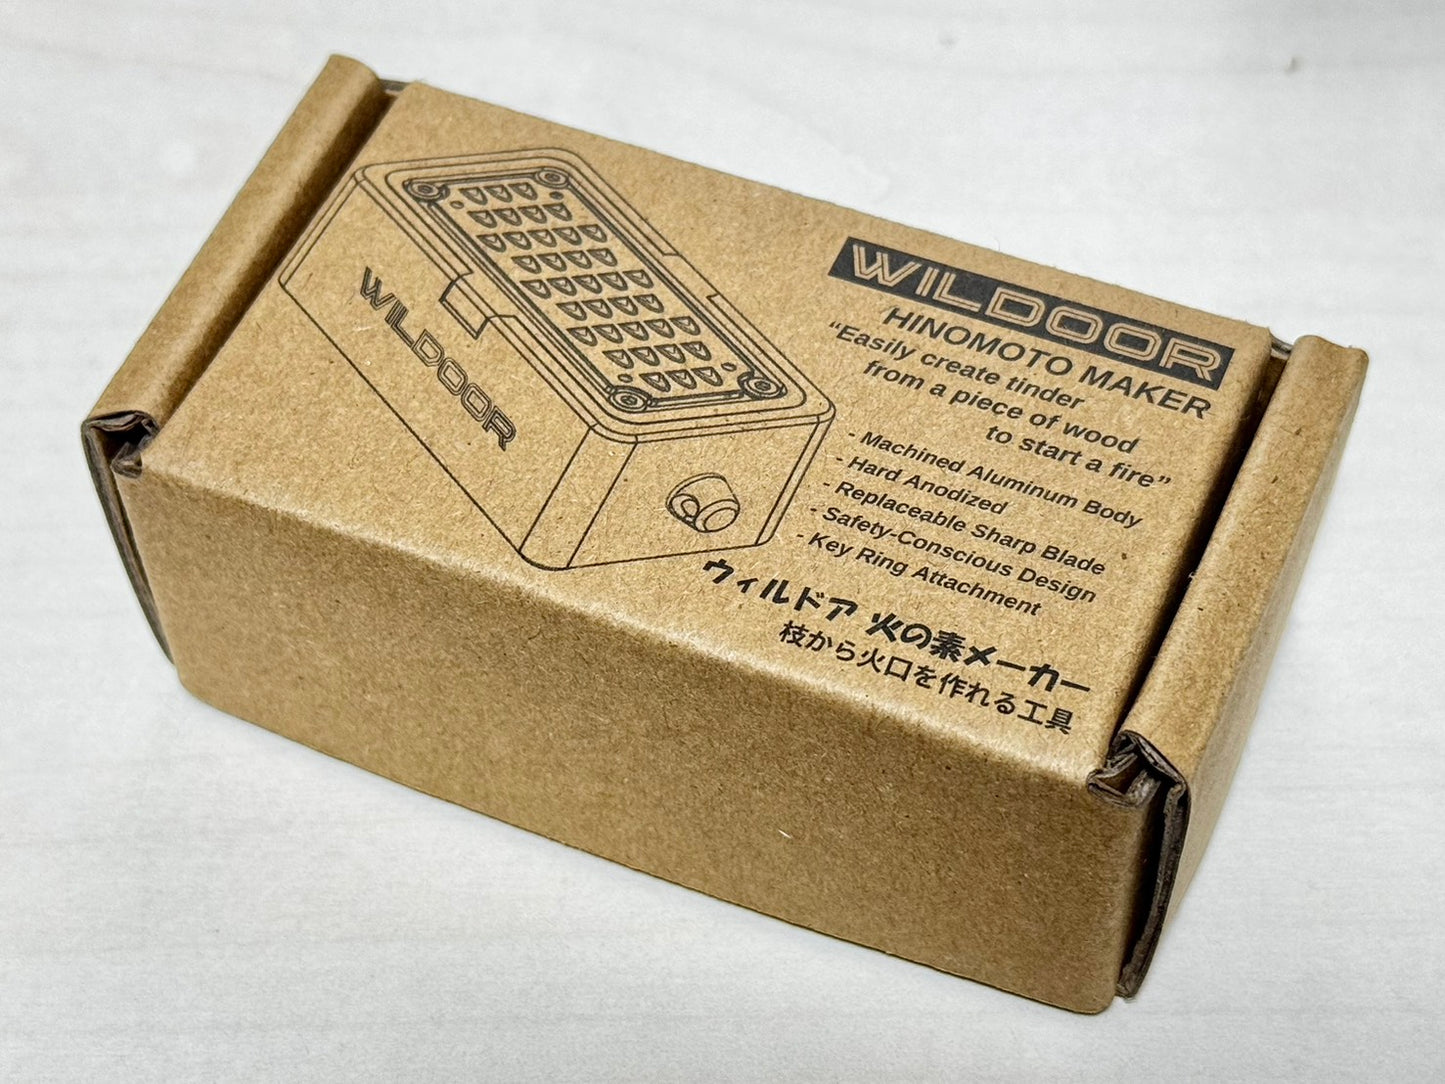 WILDOOR
WILDOOR
HINOMOTO MAKER
“Easily create tinder
from a piece of wood
to start a fire”
- Machined Aluminum Body
- Hard Anodized
- Replaceable Sharp Blade
- Safety-Conscious Design
- Key Ring Attachment
ウィルドア 火の素メーカー
枝から火口を作れる工具